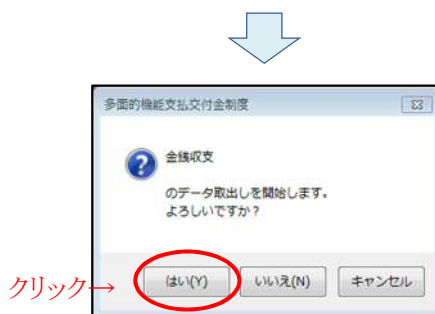 多面的機能支払交付金制度
金銭収支
のデータ取出しを開始します。
よろしいですか？
クリック→
はい(Y)
いいえ(N)
キャンセル